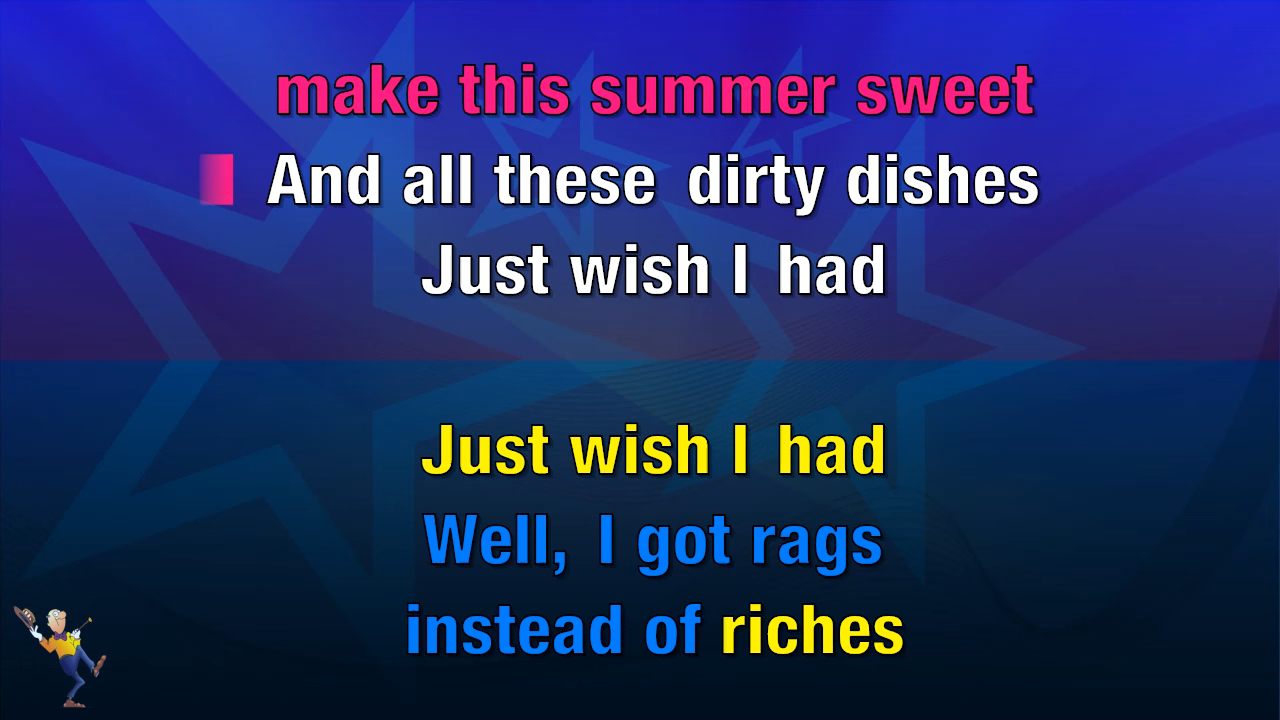 make this summer sweet
And all these dirty dishes
Just wish I had
Just wish I had
Well, I got rags
instead of riches